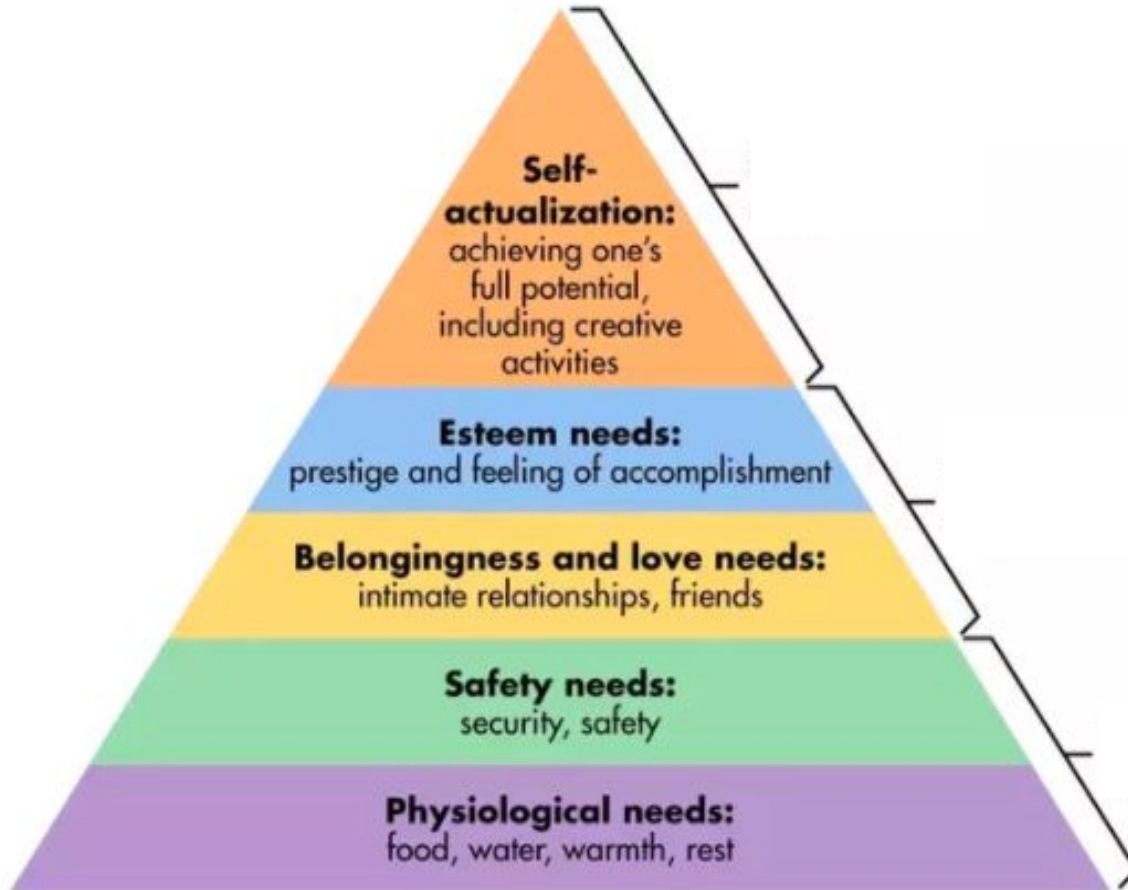 Self-
actualization:
achieving one's
full potential,
including creative
activities
Esteem needs:
prestige and feeling of accomplishment
Belongingness and love needs:
intimate relationships, friends
Safety needs:
security, safety
Physiological needs:
food, water, warmth, rest